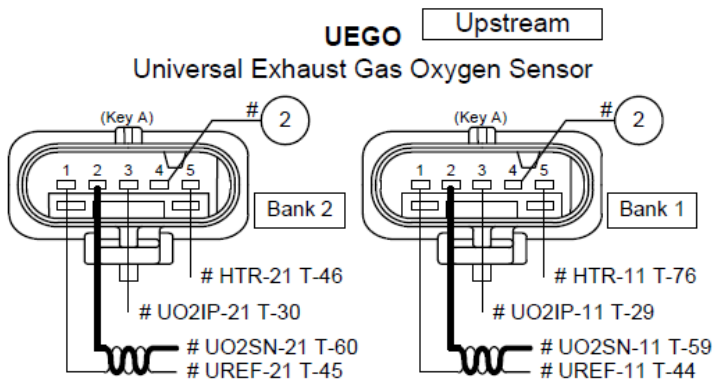 UEGO Upstream
Universal Exhaust Gas Oxygen Sensor
(Key A) # 2 (Key A) # 2
1 2 3 4 5 1 2 3 4 5
Bank 2 Bank 1
# HTR-21 T-46 # HTR-11 T-76
# UO2IP-21 T-30 # UO2IP-11 T-29
# UO2SN-21 T-60 # UO2SN-11 T-59
# UREF-21 T-45 # UREF-11 T-44